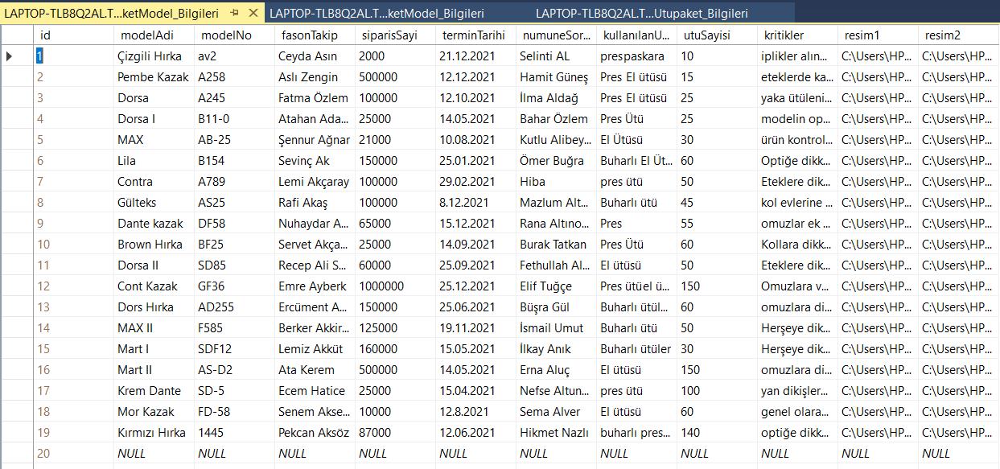 LAPTOP-TLB8Q2AL.T...ketModel_Bilgileri LAPTOP-TLB8Q2AL.T...ketModel_Bilgileri LAPTOP-TLB8Q2AL.T...Utupaket_Bilgileri
id modelAdi modelNo fasonTakip siparisSayi terminTarihi numuneSor... kullanılanU... utuSayisi kritikler resim1 resim2
1 Çizgili Hırka av2 Ceyda Asın 2000 21.12.2021 Selinti AL prespaskara 10 iplikler alın... C:\Users\HP... C:\Users\HP...
2 Pembe Kazak A258 Aslı Zengin 500000 12.12.2021 Hamit Güneş Pres El ütüsü 15 eteklerde ka... C:\Users\HP... C:\Users\HP...
3 Dorsa A245 Fatma Özlem 100000 12.10.2021 İlma Aldağ Pres El ütüsü 25 yaka ütüleni... C:\Users\HP... C:\Users\HP...
4 Dorsa I B11-0 Atahan Ada... 25000 14.05.2021 Bahar Özlem Pres Ütü 25 modelin op... C:\Users\HP... C:\Users\HP...
5 MAX AB-25 Şennur Ağnar 21000 10.08.2021 Kutlu Alibey... El Ütüsü 30 ürün kontrol... C:\Users\HP... C:\Users\HP...
6 Lila B154 Sevinç Ak 150000 25.01.2021 Ömer Buğra Buharlı El Üt... 60 Optiğe dikk... C:\Users\HP... C:\Users\HP...
7 Contra A789 Lemi Akçaray 100000 29.02.2021 Hiba pres ütü 50 Eteklere dik... C:\Users\HP... C:\Users\HP...
8 Gülteks AS25 Rafi Akaş 100000 8.12.2021 Mazlum Alt... Buharlı ütü 45 kol evlerine ... C:\Users\HP... C:\Users\HP...
9 Dante kazak DF58 Nuhaydar A... 65000 15.12.2021 Rana Altıno... Pres 55 omuzlar ek ... C:\Users\HP... C:\Users\HP...
10 Brown Hırka BF25 Servet Akça... 25000 14.09.2021 Burak Tatkan Pres Ütü 60 Kollara dikk... C:\Users\HP... C:\Users\HP...
11 Dorsa II SD85 Recep Ali S... 60000 25.09.2021 Fethullah Al... El ütüsü 50 Eteklere dik... C:\Users\HP... C:\Users\HP...
12 Cont Kazak GF36 Emre Ayberk 1000000 25.12.2021 Elif Tuğçe Pres ütüel ü... 150 Omuzlara v... C:\Users\HP... C:\Users\HP...
13 Dors Hırka AD255 Ercüment A... 150000 25.06.2021 Büşra Gül Buharlı ütül... 60 omuzlara di... C:\Users\HP... C:\Users\HP...
14 MAX II F585 Berker Akkir... 125000 19.11.2021 İsmail Umut Buharlı ütü 50 Herşeye dik... C:\Users\HP... C:\Users\HP...
15 Mart I SDF12 Lemiz Akküt 160000 15.05.2021 İlkay Anık Buharlı ütüler 30 Herşeye dik... C:\Users\HP... C:\Users\HP...
16 Mart II AS-D2 Ata Kerem 500000 14.05.2021 Erna Aluç El ütüsü 150 omuzlara di... C:\Users\HP... C:\Users\HP...
17 Krem Dante SD-5 Ecem Hatice 25000 15.04.2021 Nefse Altun... pres ütü 100 yan dikişler... C:\Users\HP... C:\Users\HP...
18 Mor Kazak FD-58 Senem Akse... 10000 12.8.2021 Sema Alver El ütüsü 60 genel olara... C:\Users\HP... C:\Users\HP...
19 Kırmızı Hırka 1445 Pekcan Aksöz 87000 12.06.2021 Hikmet Nazlı buharlı pres... 140 optiğe dikk... C:\Users\HP... C:\Users\HP...
20 NULL NULL NULL NULL NULL NULL NULL NULL NULL NULL NULL